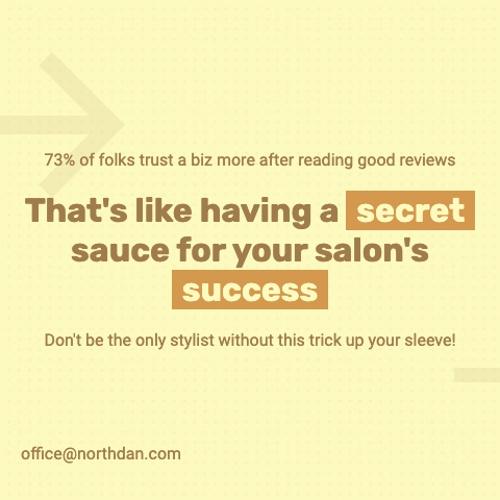 73% of folks trust a biz more after reading good reviews
That's like having a secret
sauce for your salon's
success
Don't be the only stylist without this trick up your sleeve!
office@northdan.com